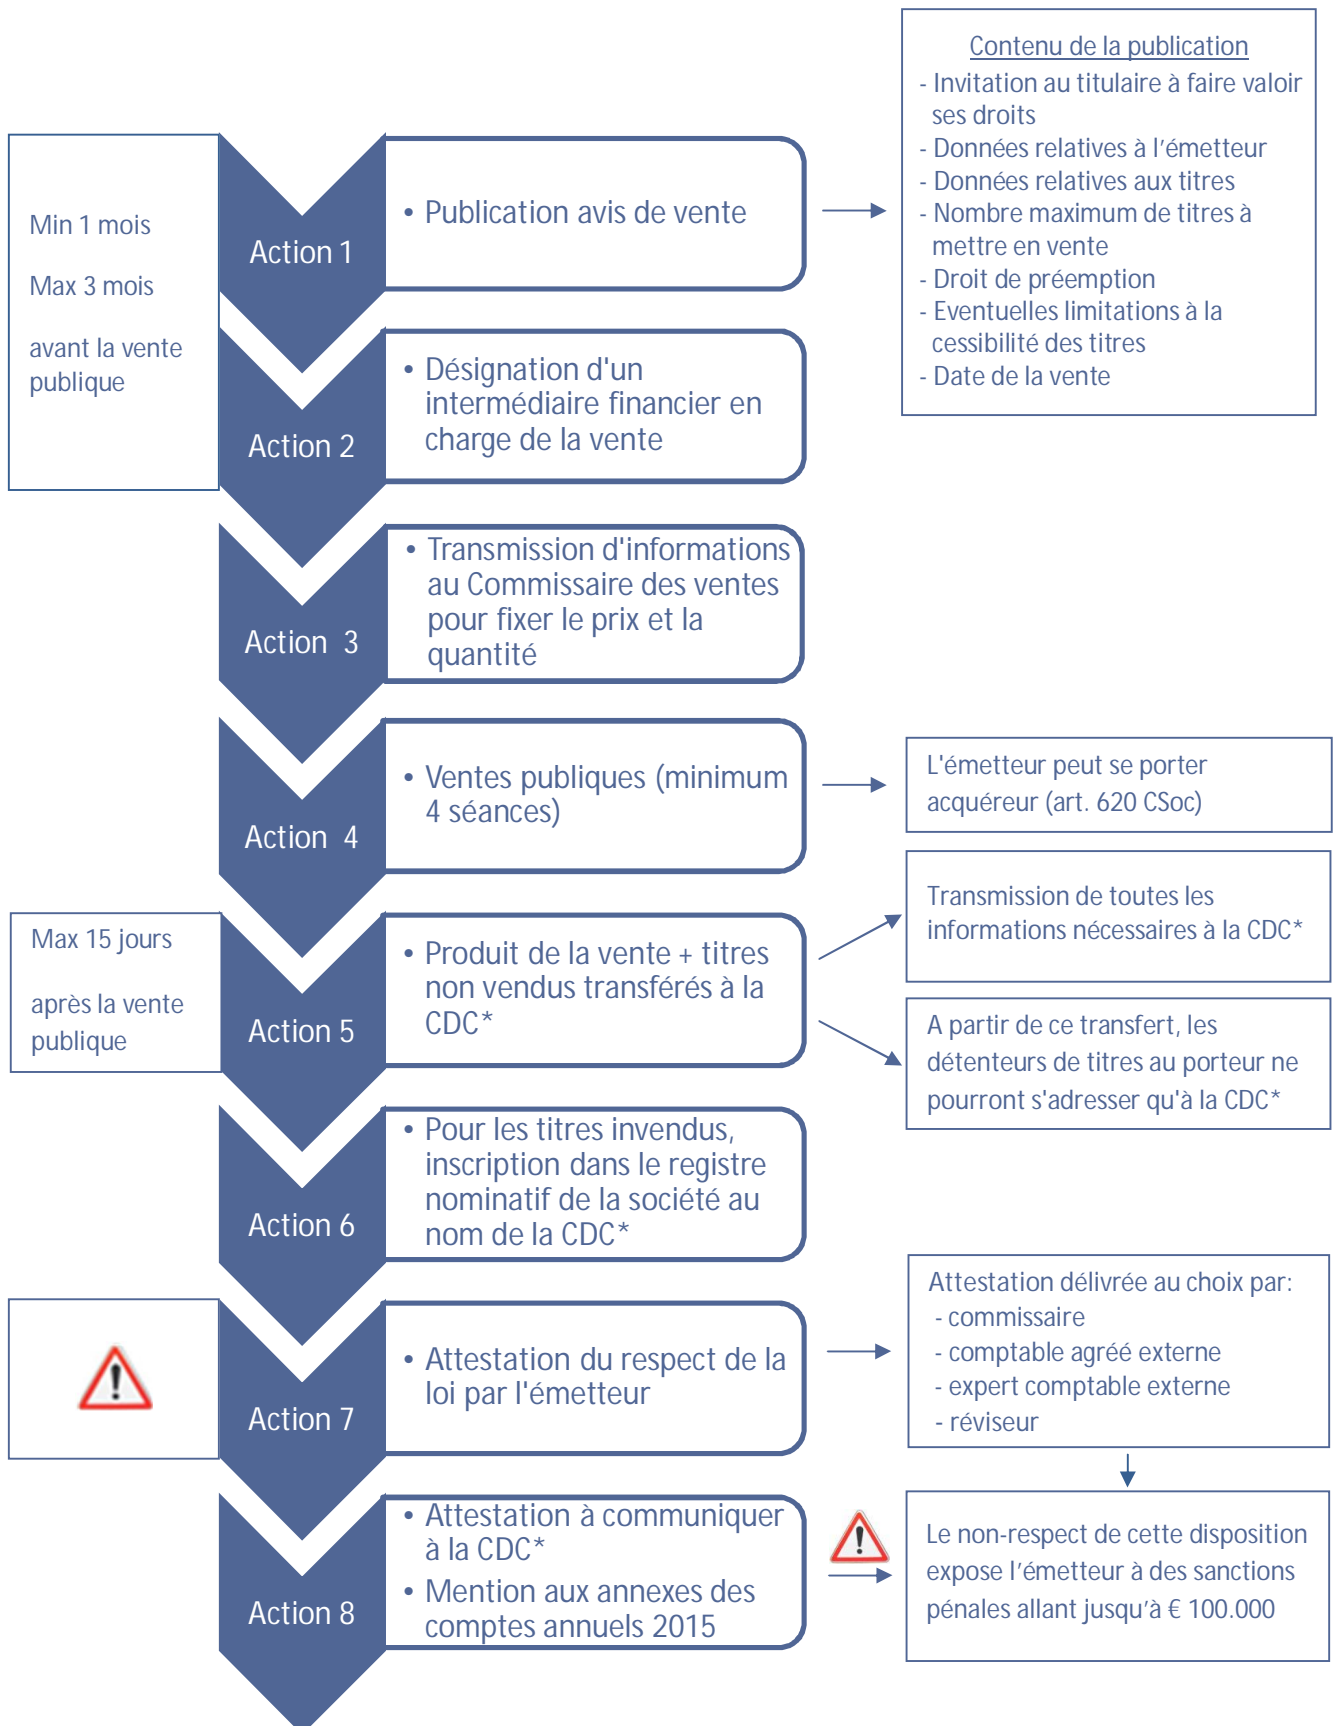 Contenu de la publication
- Invitation au titulaire à faire valoir
ses droits
- Données relatives à l’émetteur
- Données relatives aux titres
- Nombre maximum de titres à
mettre en vente
- Droit de préemption
- Eventuelles limitations à la
cessibilité des titres
- Date de la vente
Min 1 mois
Max 3 mois
avant la vente
publique
Action 1
• Publication avis de vente
Action 2
• Désignation d'un
intermédiaire financier en
charge de la vente
Action 3
• Transmission d'informations
au Commissaire des ventes
pour fixer le prix et la
quantité
Action 4
• Ventes publiques (minimum
4 séances)
L'émetteur peut se porter
acquéreur (art. 620 CSoc)
Max 15 jours
après la vente
publique
Action 5
• Produit de la vente + titres
non vendus transférés à la
CDC*
Transmission de toutes les
informations nécessaires à la CDC*
A partir de ce transfert, les
détenteurs de titres au porteur ne
pourront s'adresser qu'à la CDC*
Action 6
• Pour les titres invendus,
inscription dans le registre
nominatif de la société au
nom de la CDC*
Action 7
• Attestation du respect de la
loi par l'émetteur
Attestation délivrée au choix par:
- commissaire
- comptable agréé externe
- expert comptable externe
- réviseur
Action 8
• Attestation à communiquer
à la CDC*
• Mention aux annexes des
comptes annuels 2015
Le non-respect de cette disposition
expose l’émetteur à des sanctions
pénales allant jusqu’à € 100.000